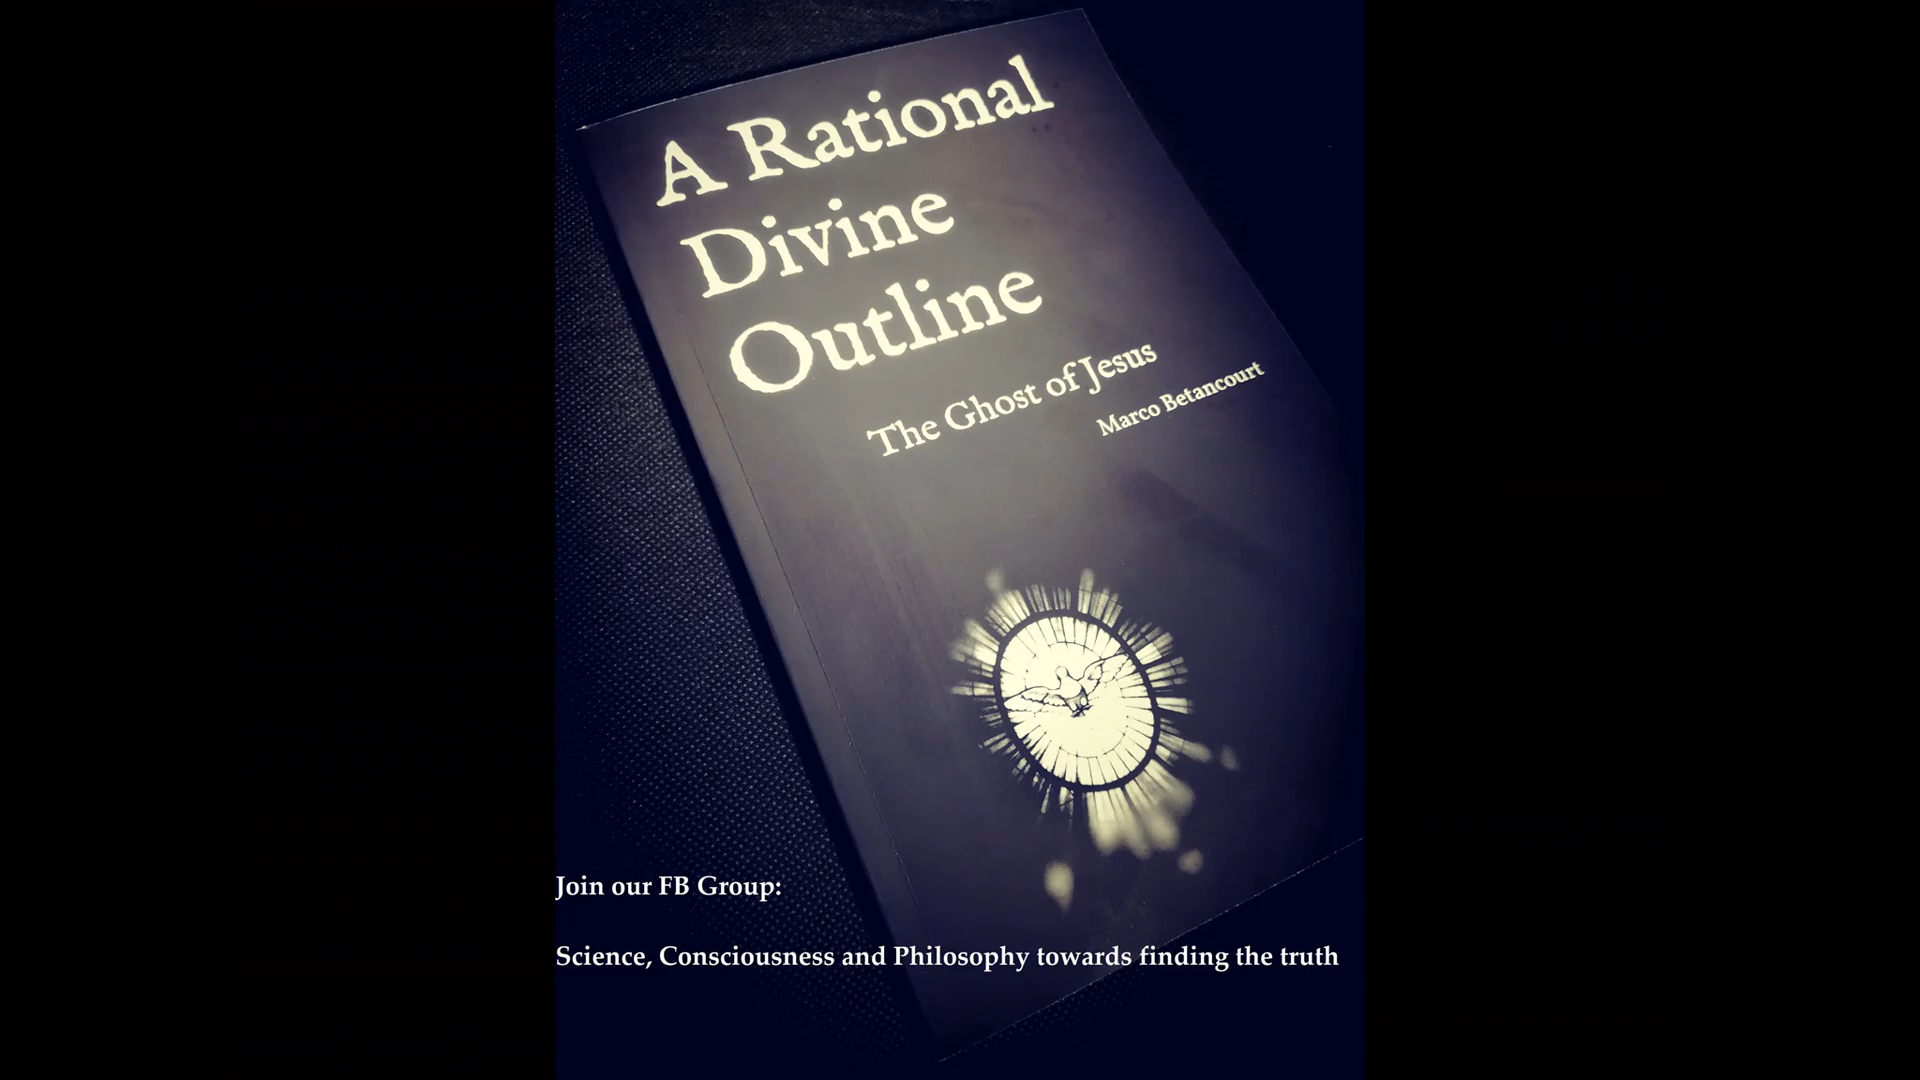 A Rational
Divine
Outline
The Ghost of Jesus
Marco Betancourt
Join our FB Group:
Science, Consciousness and Philosophy towards finding the truth